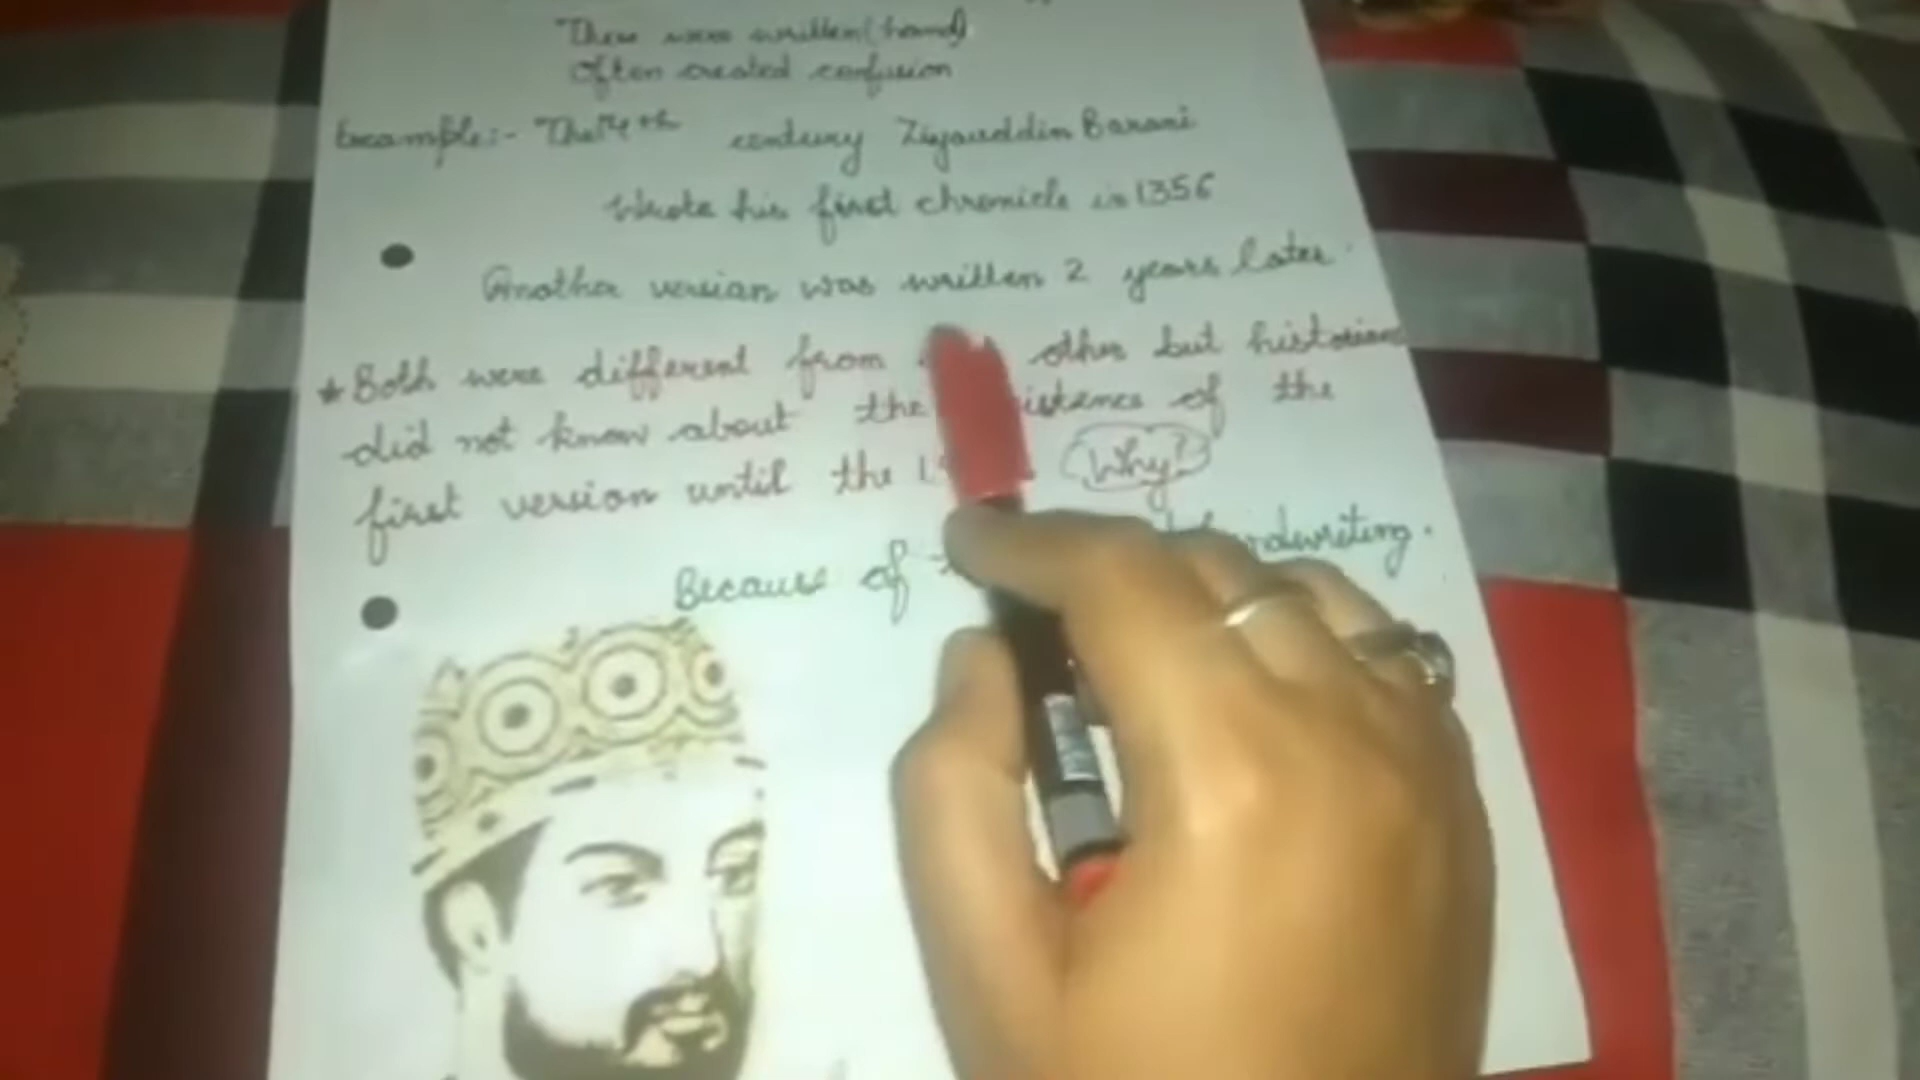 These were written (hand)
Often created confusion
Example:- The 14th century Ziyauddin Barani
Wrote his first chronicle in 1356
Another version was written 2 years later.
★ Both were different from other but historians
did not know about the of the
first version until the Why?
Because of handwriting.